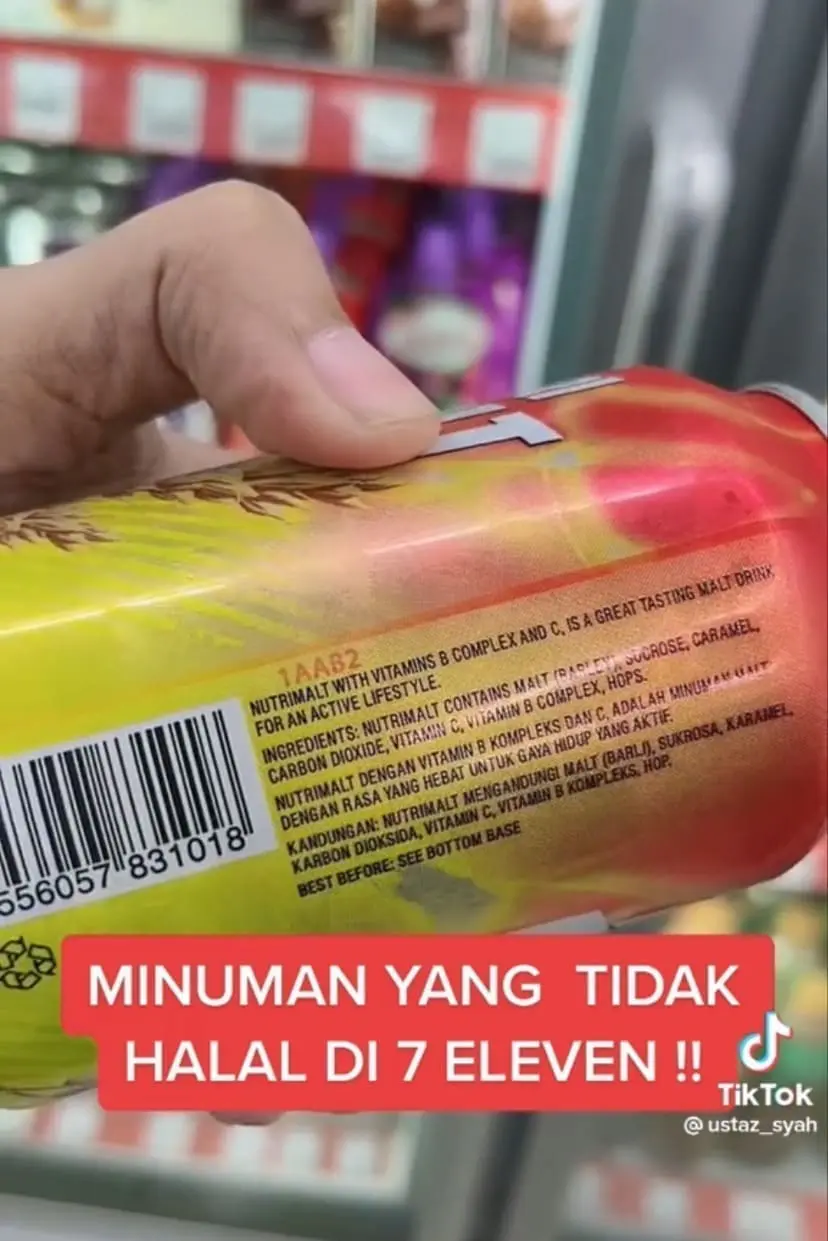 1AAB2
NUTRIMALT WITH VITAMINS B COMPLEX AND C, IS A GREAT TASTING MALT DRINK
FOR AN ACTIVE LIFESTYLE.
INGREDIENTS: NUTRIMALT CONTAINS MALT (BARLEY), SUCROSE, CARAMEL,
CARBON DIOXIDE, VITAMIN C, VITAMIN B COMPLEX, HOPS.
NUTRIMALT DENGAN VITAMIN B KOMPLEKS DAN C, ADALAH MINUMAN MALT
DENGAN RASA YANG HEBAT UNTUK GAYA HIDUP YANG AKTIF.
KANDUNGAN: NUTRIMALT MENGANDUNGI MALT (BARLI), SUKROSA, KARAMEL,
KARBON DIOKSIDA, VITAMIN C, VITAMIN B KOMPLEKS, HOP.
BEST BEFORE: SEE BOTTOM BASE
556057 831018
MINUMAN YANG TIDAK
HALAL DI 7 ELEVEN !!
TikTok
@ustaz_syah